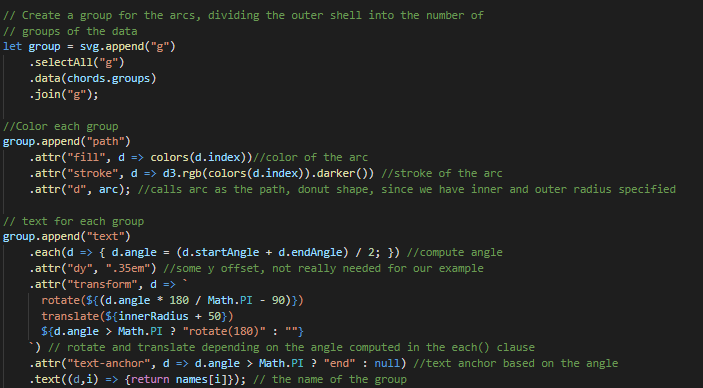 // Create a group for the arcs, dividing the outer shell into the number of
// groups of the data
let group = svg.append("g")
    .selectAll("g")
    .data(chords.groups)
    .join("g");

//Color each group
group.append("path")
    .attr("fill", d => colors(d.index))//color of the arc
    .attr("stroke", d => d3.rgb(colors(d.index)).darker()) //stroke of the arc
    .attr("d", arc); //calls arc as the path, donut shape, since we have inner and outer radius specified

// text for each group
group.append("text")
    .each(d => { d.angle = (d.startAngle + d.endAngle) / 2; }) //compute angle
    .attr("dy", ".35em") //some y offset, not really needed for our example
    .attr("transform", d => `
      rotate(${(d.angle * 180 / Math.PI - 90)})
      translate(${innerRadius + 50})
      ${d.angle > Math.PI ? "rotate(180)" : ""}
    `) // rotate and translate depending on the angle computed in the each() clause
    .attr("text-anchor", d => d.angle > Math.PI ? "end" : null) //text anchor based on the angle
    .text((d,i) => {return names[i]}); // the name of the group